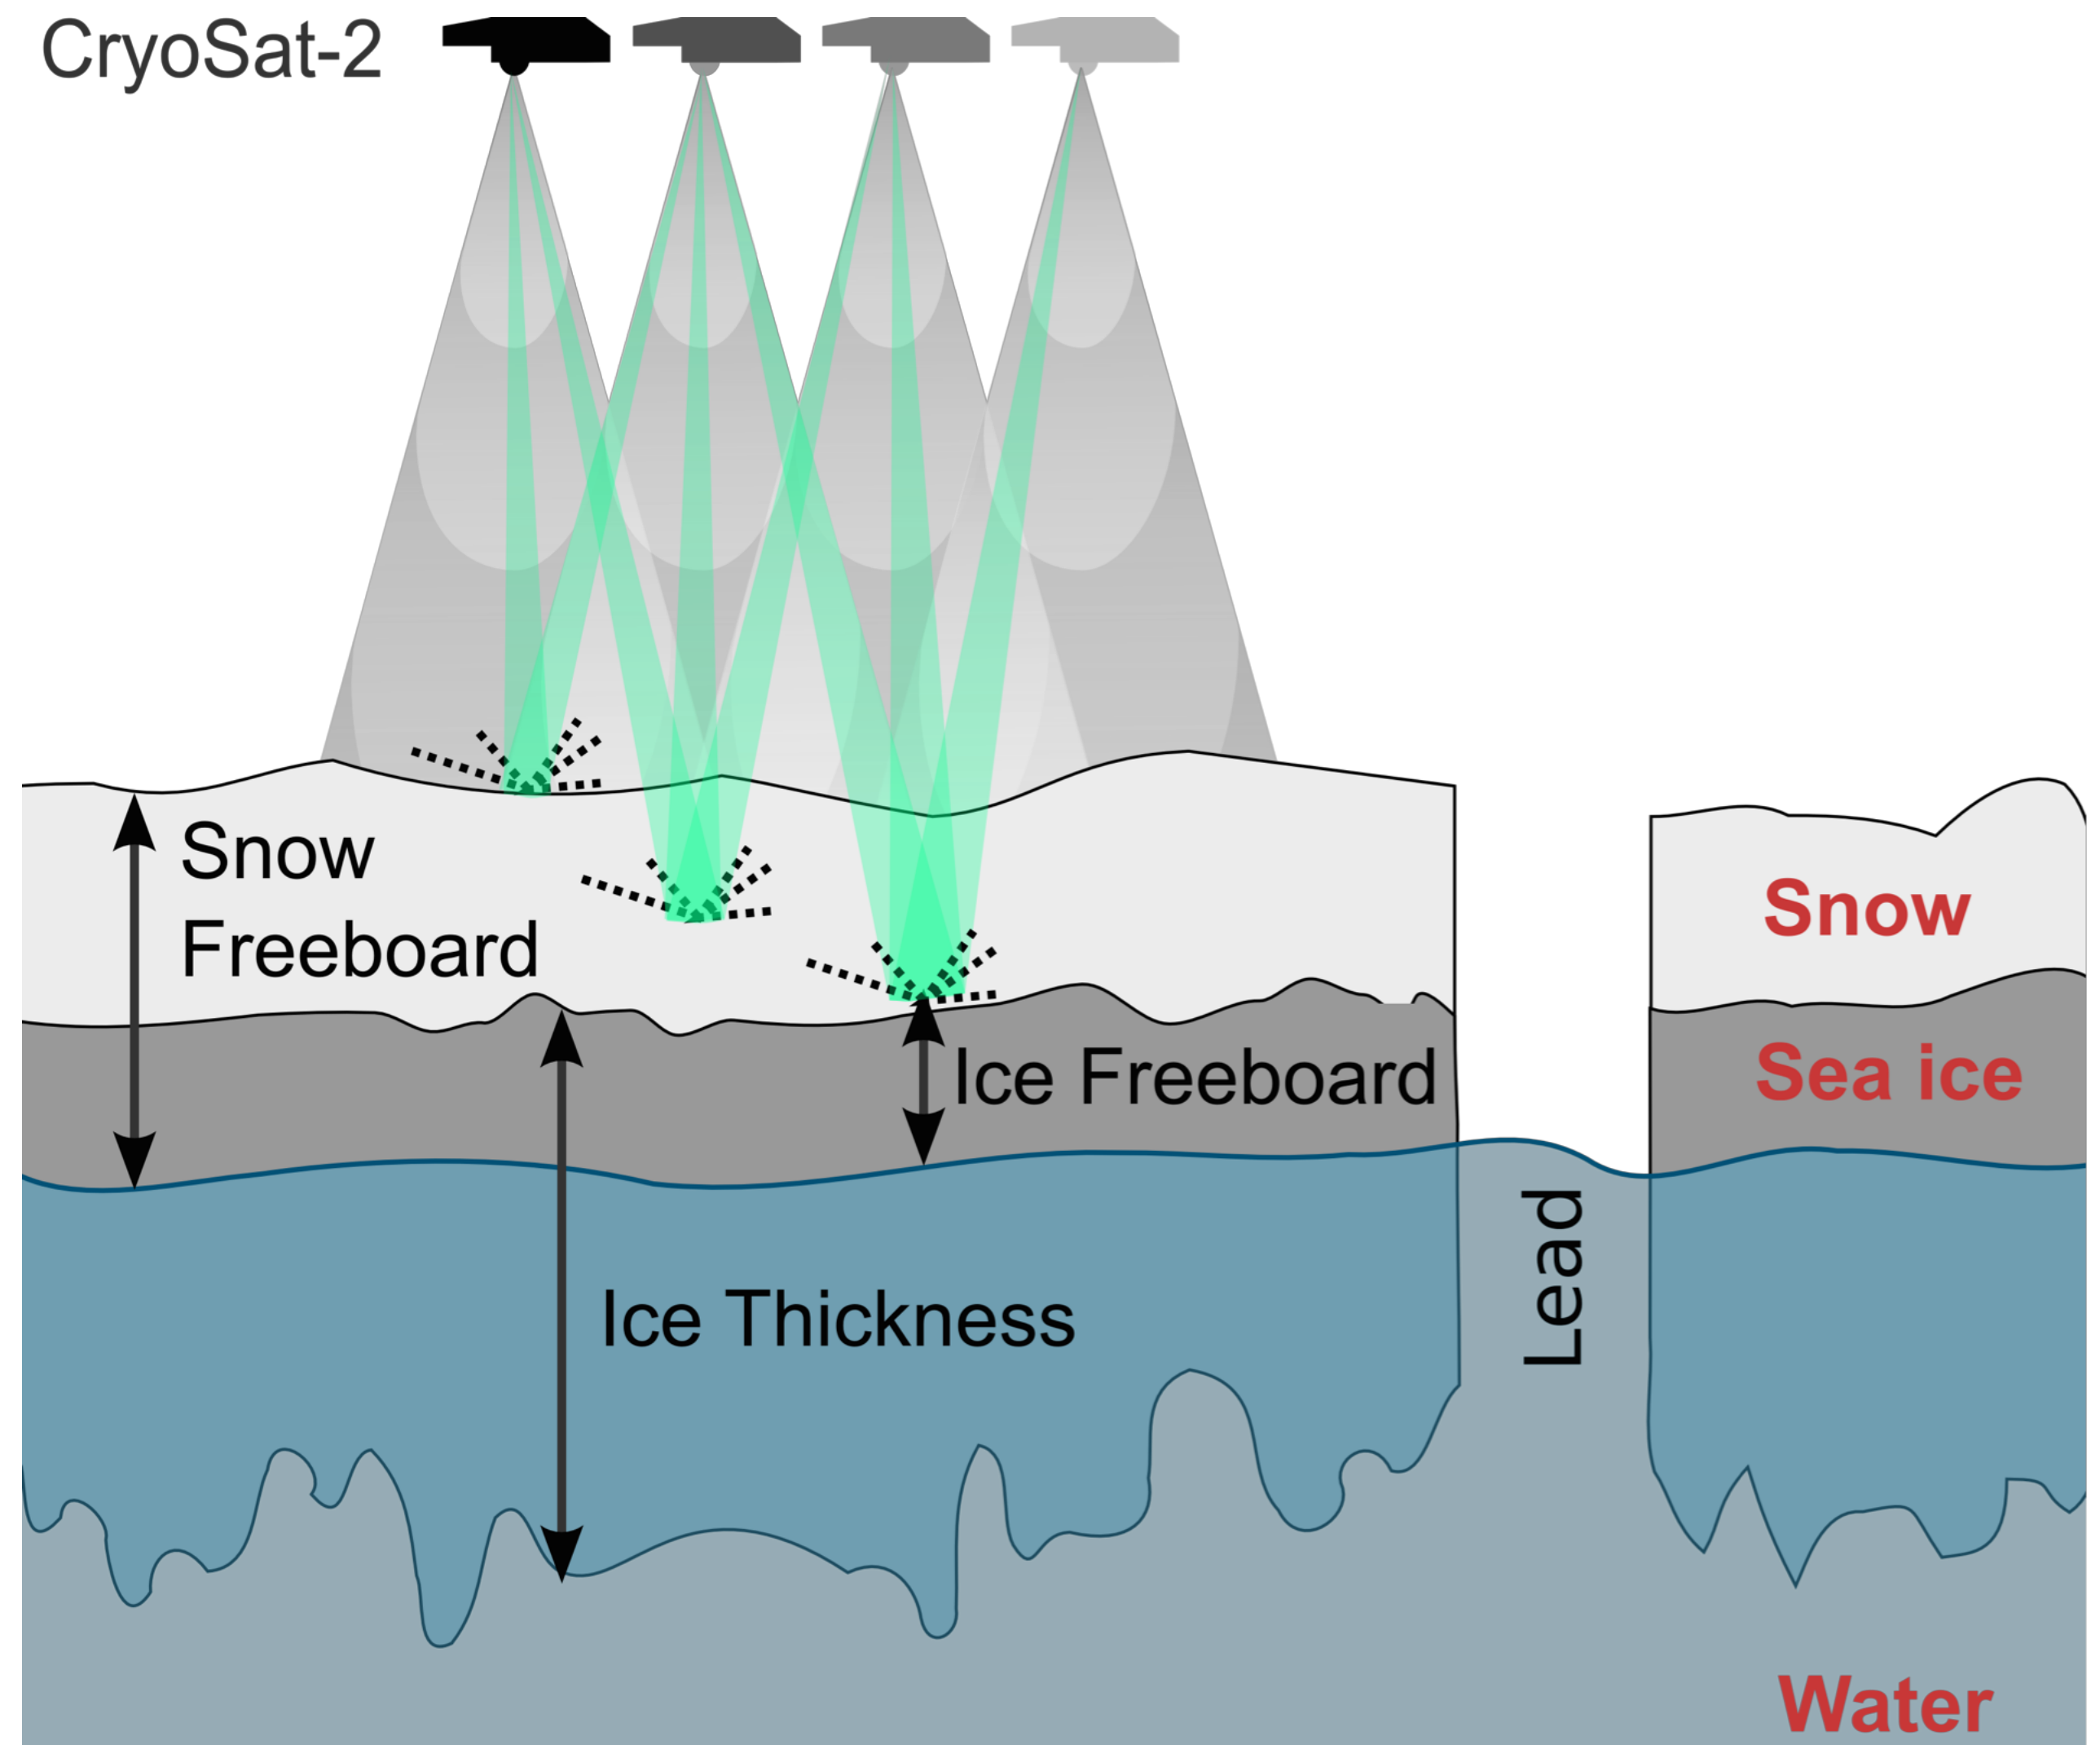 CryoSat-2
Snow
Freeboard
Snow
Ice Freeboard
Sea ice
Lead
Ice Thickness
Water